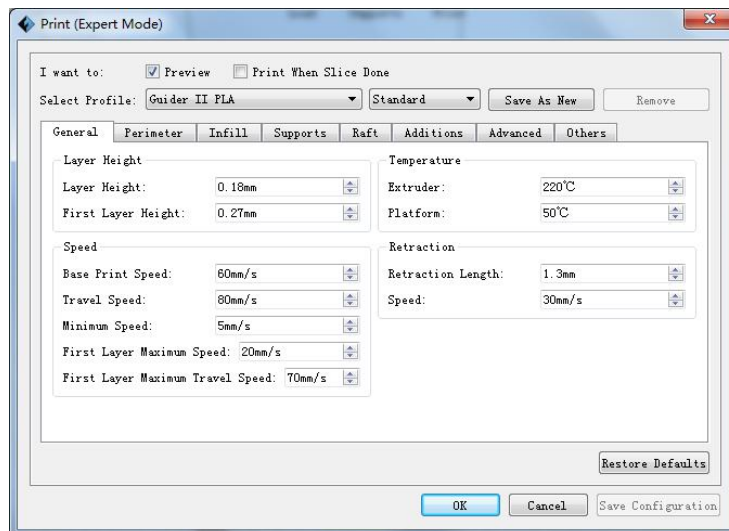 Print (Expert Mode)
I want to: Preview Print When Slice Done
Select Profile: Guider II PLA Standard Save As New Remove
General Perimeter Infill Supports Raft Additions Advanced Others
Layer Height
Layer Height: 0.18mm
First Layer Height: 0.27mm
Temperature
Extruder: 220℃
Platform: 50℃
Speed
Base Print Speed: 60mm/s
Travel Speed: 80mm/s
Minimum Speed: 5mm/s
First Layer Maximum Speed: 20mm/s
First Layer Maximum Travel Speed: 70mm/s
Retraction
Retraction Length: 1.3mm
Speed: 30mm/s
Restore Defaults
OK Cancel Save Configuration